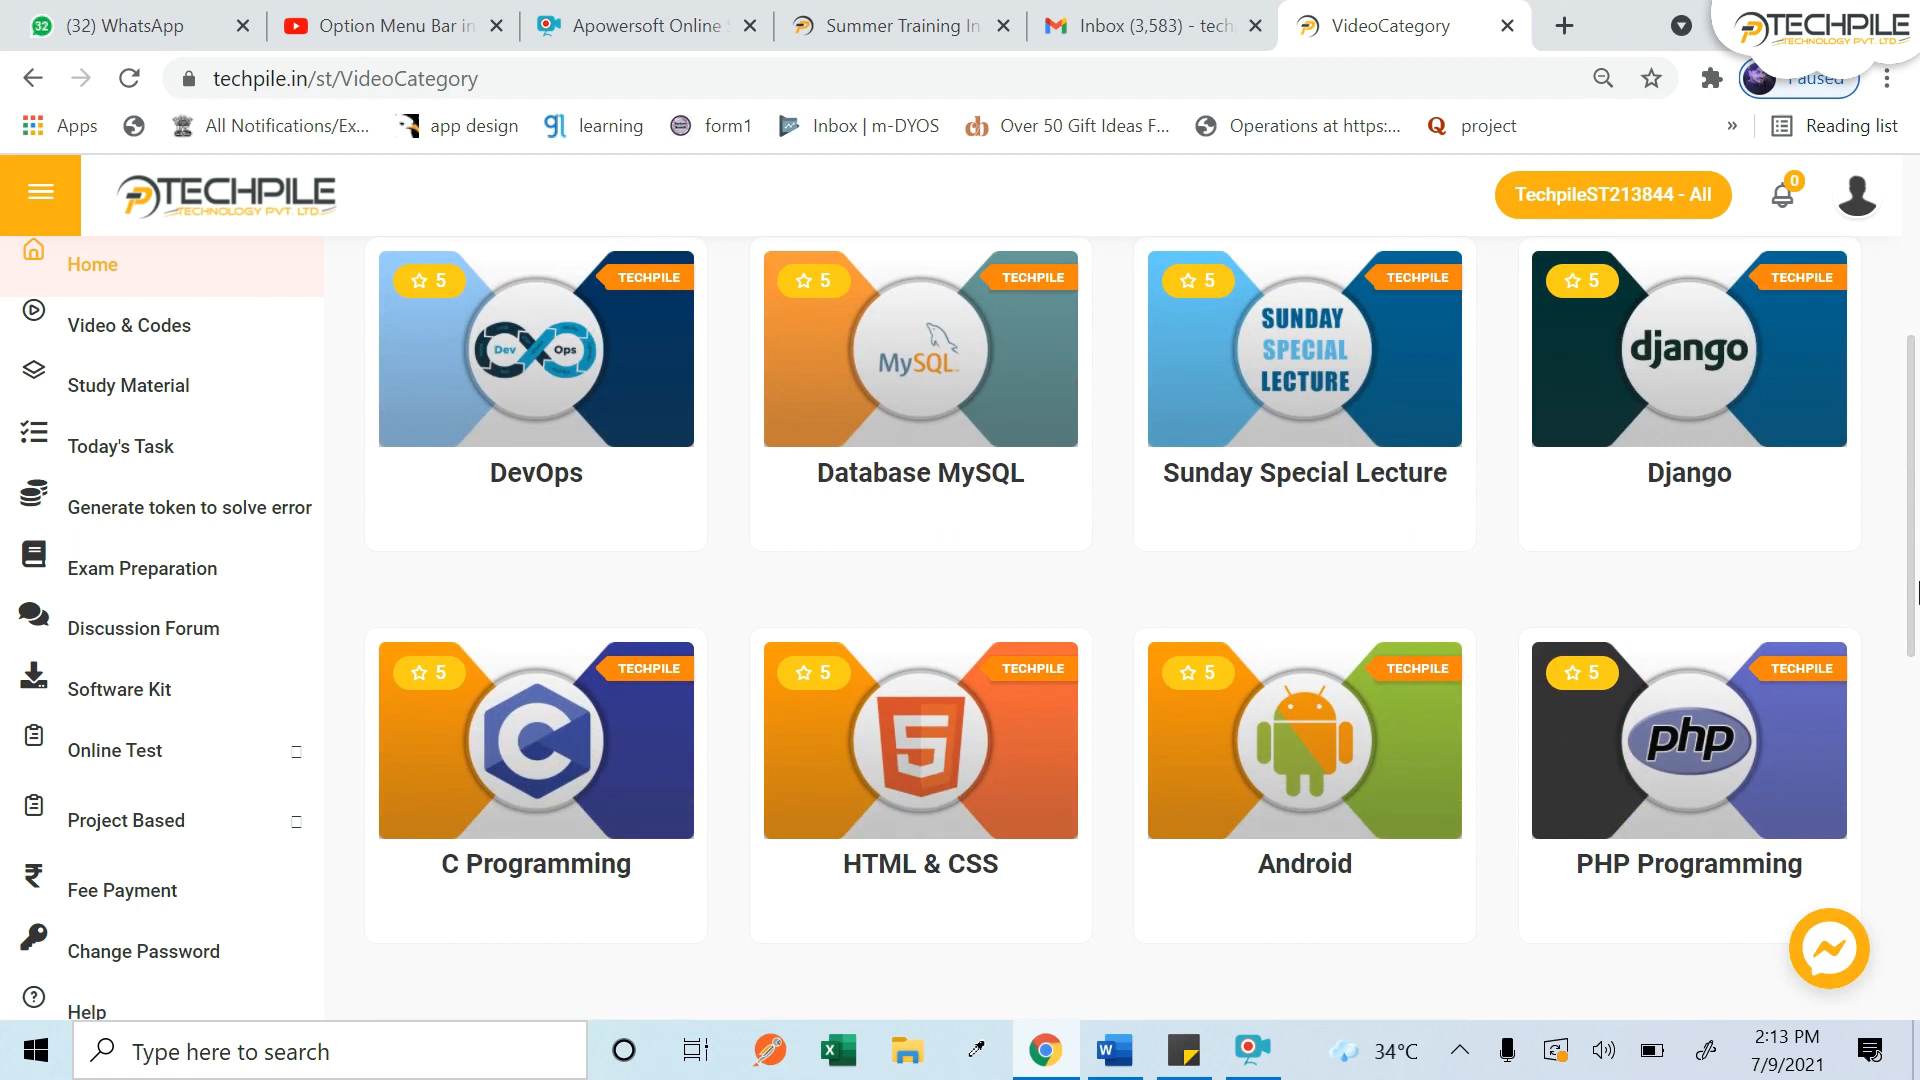 32 (32) WhatsApp
Option Menu Bar in
Apowersoft Online
Summer Training In
Inbox (3,583) - tech
VideoCategory
TECHPILE
TECHNOLOGY PVT. LTD.
techpile.in/st/VideoCategory
Paused
Apps
All Notifications/Ex...
app design
gl learning
form1
Inbox | m-DYOS
Over 50 Gift Ideas F...
Operations at https:...
Q project
»
Reading list
TECHPILE
TECHNOLOGY PVT. LTD.
TechpileST213844 - All
0
Home
Video & Codes
Study Material
Today's Task
Generate token to solve error
Exam Preparation
Discussion Forum
Software Kit
Online Test
Project Based
Fee Payment
Change Password
Help
5 TECHPILE
Dev Ops
DevOps
5 TECHPILE
MySQL
Database MySQL
5 TECHPILE
SUNDAY
SPECIAL
LECTURE
Sunday Special Lecture
5 TECHPILE
django
Django
5 TECHPILE
C
C Programming
5 TECHPILE
5
HTML & CSS
5 TECHPILE
Android
5 TECHPILE
php
PHP Programming
Type here to search
34°C
2:13 PM
7/9/2021